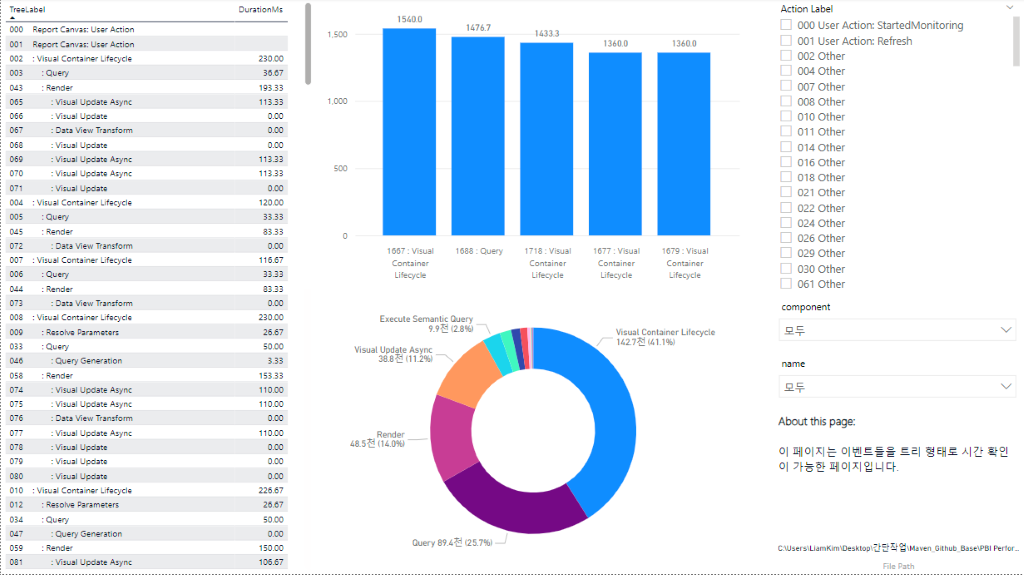 TreeLabel DurationMs
000 Report Canvas: User Action
001 Report Canvas: User Action
002 : Visual Container Lifecycle 230.00
003 : Query 36.67
043 : Render 193.33
065 : Visual Update Async 113.33
066 : Visual Update 0.00
067 : Data View Transform 0.00
068 : Visual Update 0.00
069 : Visual Update Async 113.33
070 : Visual Update Async 113.33
071 : Visual Update 0.00
004 : Visual Container Lifecycle 120.00
005 : Query 33.33
045 : Render 83.33
072 : Data View Transform 0.00
007 : Visual Container Lifecycle 116.67
006 : Query 33.33
044 : Render 83.33
073 : Data View Transform 0.00
008 : Visual Container Lifecycle 230.00
009 : Resolve Parameters 26.67
033 : Query 50.00
046 : Query Generation 3.33
058 : Render 153.33
074 : Visual Update Async 110.00
075 : Visual Update Async 110.00
076 : Data View Transform 0.00
077 : Visual Update Async 110.00
078 : Visual Update 0.00
079 : Visual Update 0.00
080 : Visual Update 0.00
010 : Visual Container Lifecycle 226.67
012 : Resolve Parameters 26.67
034 : Query 50.00
047 : Query Generation 0.00
059 : Render 150.00
081 : Visual Update Async 106.67
1,500
1,000
500
0
1540.0
1476.7
1433.3
1360.0
1360.0
1667 : Visual
Container
Lifecycle
1688 : Query
1718 : Visual
Container
Lifecycle
1677 : Visual
Container
Lifecycle
1679 : Visual
Container
Lifecycle
Execute Semantic Query
9.9천 (2.8%)
Visual Update Async
38.8천 (11.2%)
Render
48.5천 (14.0%)
Query 89.4천 (25.7%)
Visual Container Lifecycle
142.7천 (41.1%)
Action Label
000 User Action: StartedMonitoring
001 User Action: Refresh
002 Other
004 Other
007 Other
008 Other
010 Other
011 Other
014 Other
016 Other
018 Other
021 Other
022 Other
024 Other
026 Other
029 Other
030 Other
061 Other
component
모두
name
모두
About this page:
이 페이지는 이벤트들을 트리 형태로 시간 확인
이 가능한 페이지입니다.
C:\Users\LiamKim\Desktop\간단작업\Maven_Github_Base\PBI Perfor...
File Path